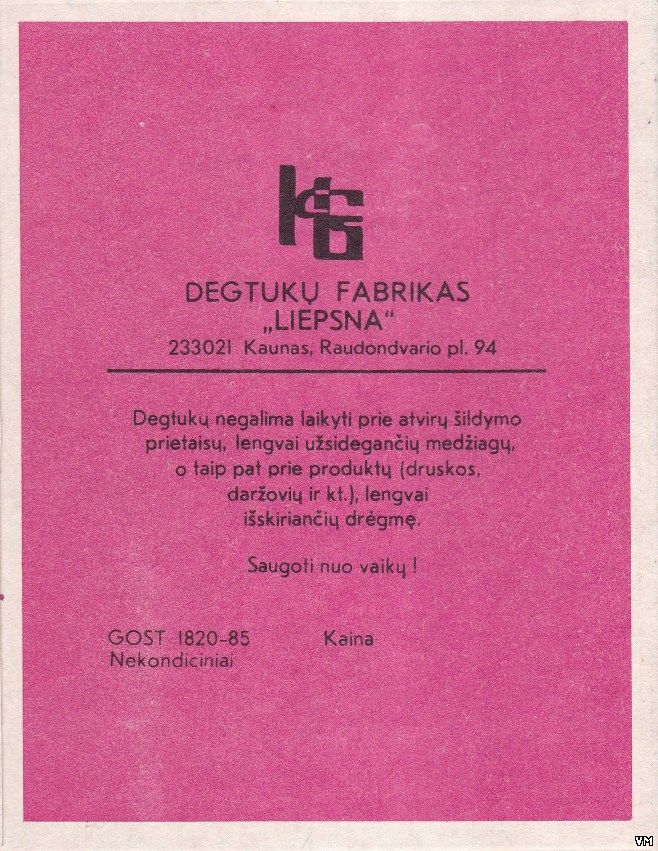 DEGTUKŲ FABRIKAS
„LIEPSNA“
233021 Kaunas, Raudondvario pl. 94
Degtukų negalima laikyti prie atvirų šildymo
prietaisų, lengvai užsidegančių medžiagų,
o taip pat prie produktų (druskos,
daržovių ir kt.), lengvai
išskiriančių drėgmę.
Saugoti nuo vaikų !
GOST 1820-85 Kaina
Nekondiciniai
VM